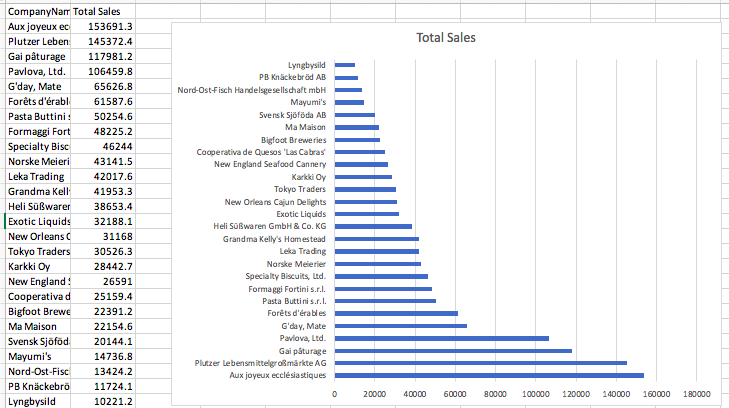 CompanyNam Total Sales
Aux joyeux ecc 153691.3
Plutzer Lebens 145372.4
Gai pâturage 117981.2
Pavlova, Ltd. 106459.8
G'day, Mate 65626.8
Forêts d'érabl 61587.6
Pasta Buttini s 50254.6
Formaggi Fort 48225.2
Specialty Bisc 46244
Norske Meieri 43141.5
Leka Trading 42017.6
Grandma Kelly 41953.3
Heli Süßwaren 38653.4
Exotic Liquids 32188.1
New Orleans C 31168
Tokyo Traders 30526.3
Karkki Oy 28442.7
New England S 26591
Cooperativa d 25159.4
Bigfoot Brewe 22391.2
Ma Maison 22154.6
Svensk Sjöföda 20144.1
Mayumi's 14736.8
Nord-Ost-Fisc 13424.2
PB Knäckebrö 11724.1
Lyngbysild 10221.2
Total Sales
Lyngbysild
PB Knäckebröd AB
Nord-Ost-Fisch Handelsgesellschaft mbH
Mayumi's
Svensk Sjöföda AB
Ma Maison
Bigfoot Breweries
Cooperativa de Quesos 'Las Cabras'
New England Seafood Cannery
Karkki Oy
Tokyo Traders
New Orleans Cajun Delights
Exotic Liquids
Heli Süßwaren GmbH & Co. KG
Grandma Kelly's Homestead
Leka Trading
Norske Meierier
Specialty Biscuits, Ltd.
Formaggi Fortini s.r.l.
Pasta Buttini s.r.l.
Forêts d'érables
G'day, Mate
Pavlova, Ltd.
Gai pâturage
Plutzer Lebensmittelgroßmärkte AG
Aux joyeux ecclésiastiques
0 20000 40000 60000 80000 100000 120000 140000 160000 180000